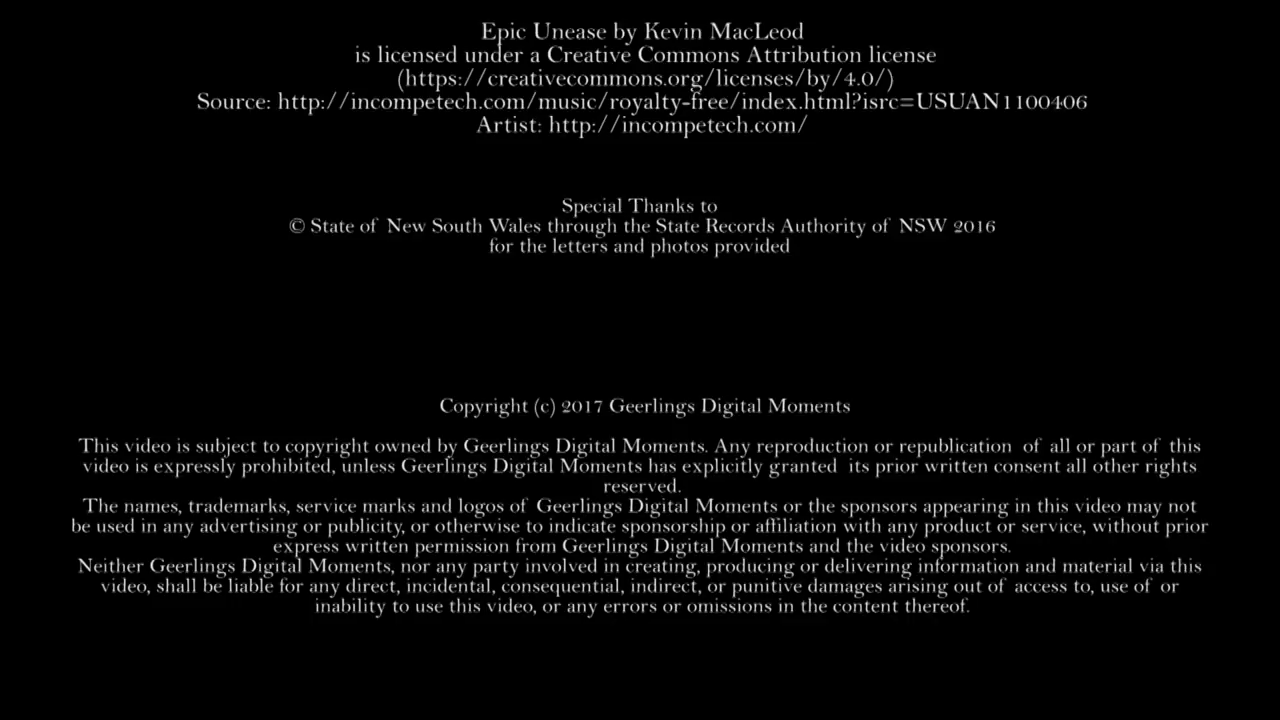 Epic Unease by Kevin MacLeod
is licensed under a Creative Commons Attribution license
(https://creativecommons.org/licenses/by/4.0/)
Source: http://incompetech.com/music/royalty-free/index.html?isrc=USUAN1100406
Artist: http://incompetech.com/
Special Thanks to
© State of New South Wales through the State Records Authority of NSW 2016
for the letters and photos provided
Copyright (c) 2017 Geerlings Digital Moments
This video is subject to copyright owned by Geerlings Digital Moments. Any reproduction or republication of all or part of this
video is expressly prohibited, unless Geerlings Digital Moments has explicitly granted its prior written consent all other rights
reserved.
The names, trademarks, service marks and logos of Geerlings Digital Moments or the sponsors appearing in this video may not
be used in any advertising or publicity, or otherwise to indicate sponsorship or affiliation with any product or service, without prior
express written permission from Geerlings Digital Moments and the video sponsors.
Neither Geerlings Digital Moments, nor any party involved in creating, producing or delivering information and material via this
video, shall be liable for any direct, incidental, consequential, indirect, or punitive damages arising out of access to, use of or
inability to use this video, or any errors or omissions in the content thereof.